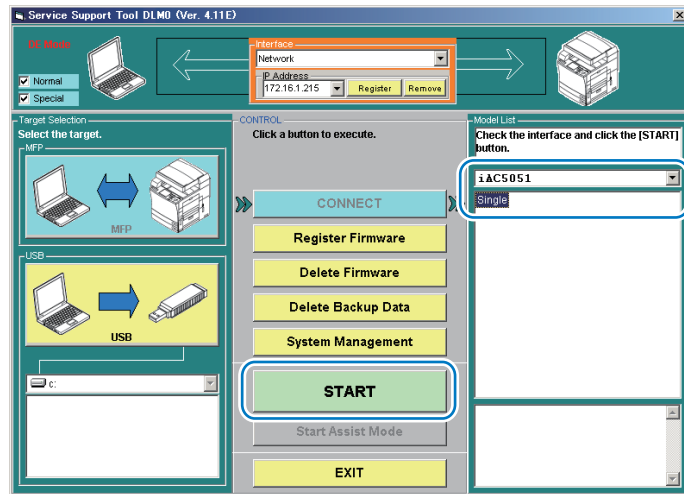 Service Support Tool DLM0 (Ver. 4.11E)
Normal
Special
Interface
Network
IP Address
172.16.1.215
Register
Remove
Target Selection
Select the target.
MFP
MFP
USB
USB
c:
CONTROL
Click a button to execute.
CONNECT
Register Firmware
Delete Firmware
Delete Backup Data
System Management
START
Start Assist Mode
EXIT
Model List
Check the interface and click the [START]
button.
iAC5051
Single